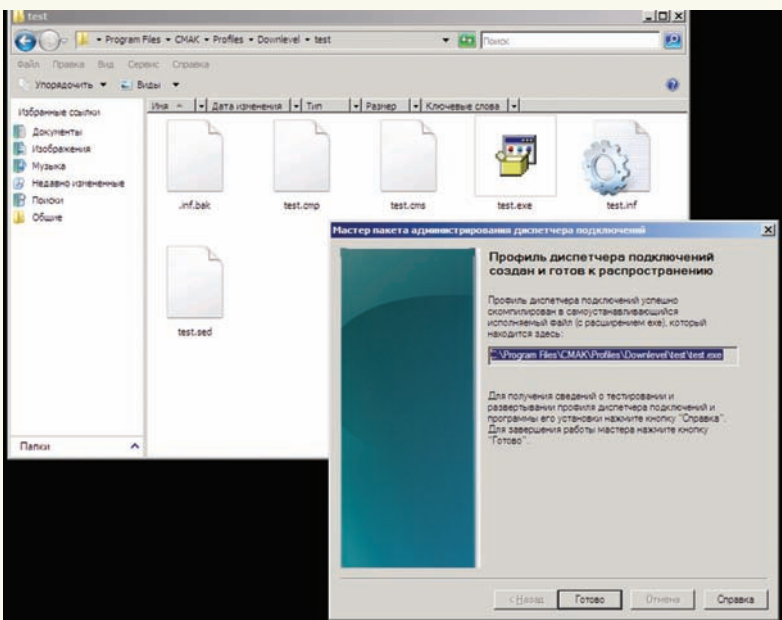 test
▸ Program Files ▸ CMAK ▸ Profiles ▸ Downlevel ▸ test
Поиск
Файл Правка Вид Сервис Справка
Упорядочить Виды
Избранные ссылки
Документы
Изображения
Музыка
Недавно измененные
Поиски
Общие
Папки
Имя Дата изменения Тип Размер Ключевые слова
.inf.bak test.cmp test.cms test.exe test.inf
test.sed
Мастер пакета администрирования диспетчера подключений
Профиль диспетчера подключений
создан и готов к распространению
Профиль диспетчера подключений успешно
скомпилирован в самоустанавливающийся
исполняемый файл (с расширением exe), который
находится здесь:
C:\Program Files\CMAK\Profiles\Downlevel\test\test.exe
Для получения сведений о тестировании и
развертывании профиля диспетчера подключений и
программы его установки нажмите кнопку "Справка".
Для завершения работы мастера нажмите кнопку
"Готово".
< Назад Готово Отмена Справка